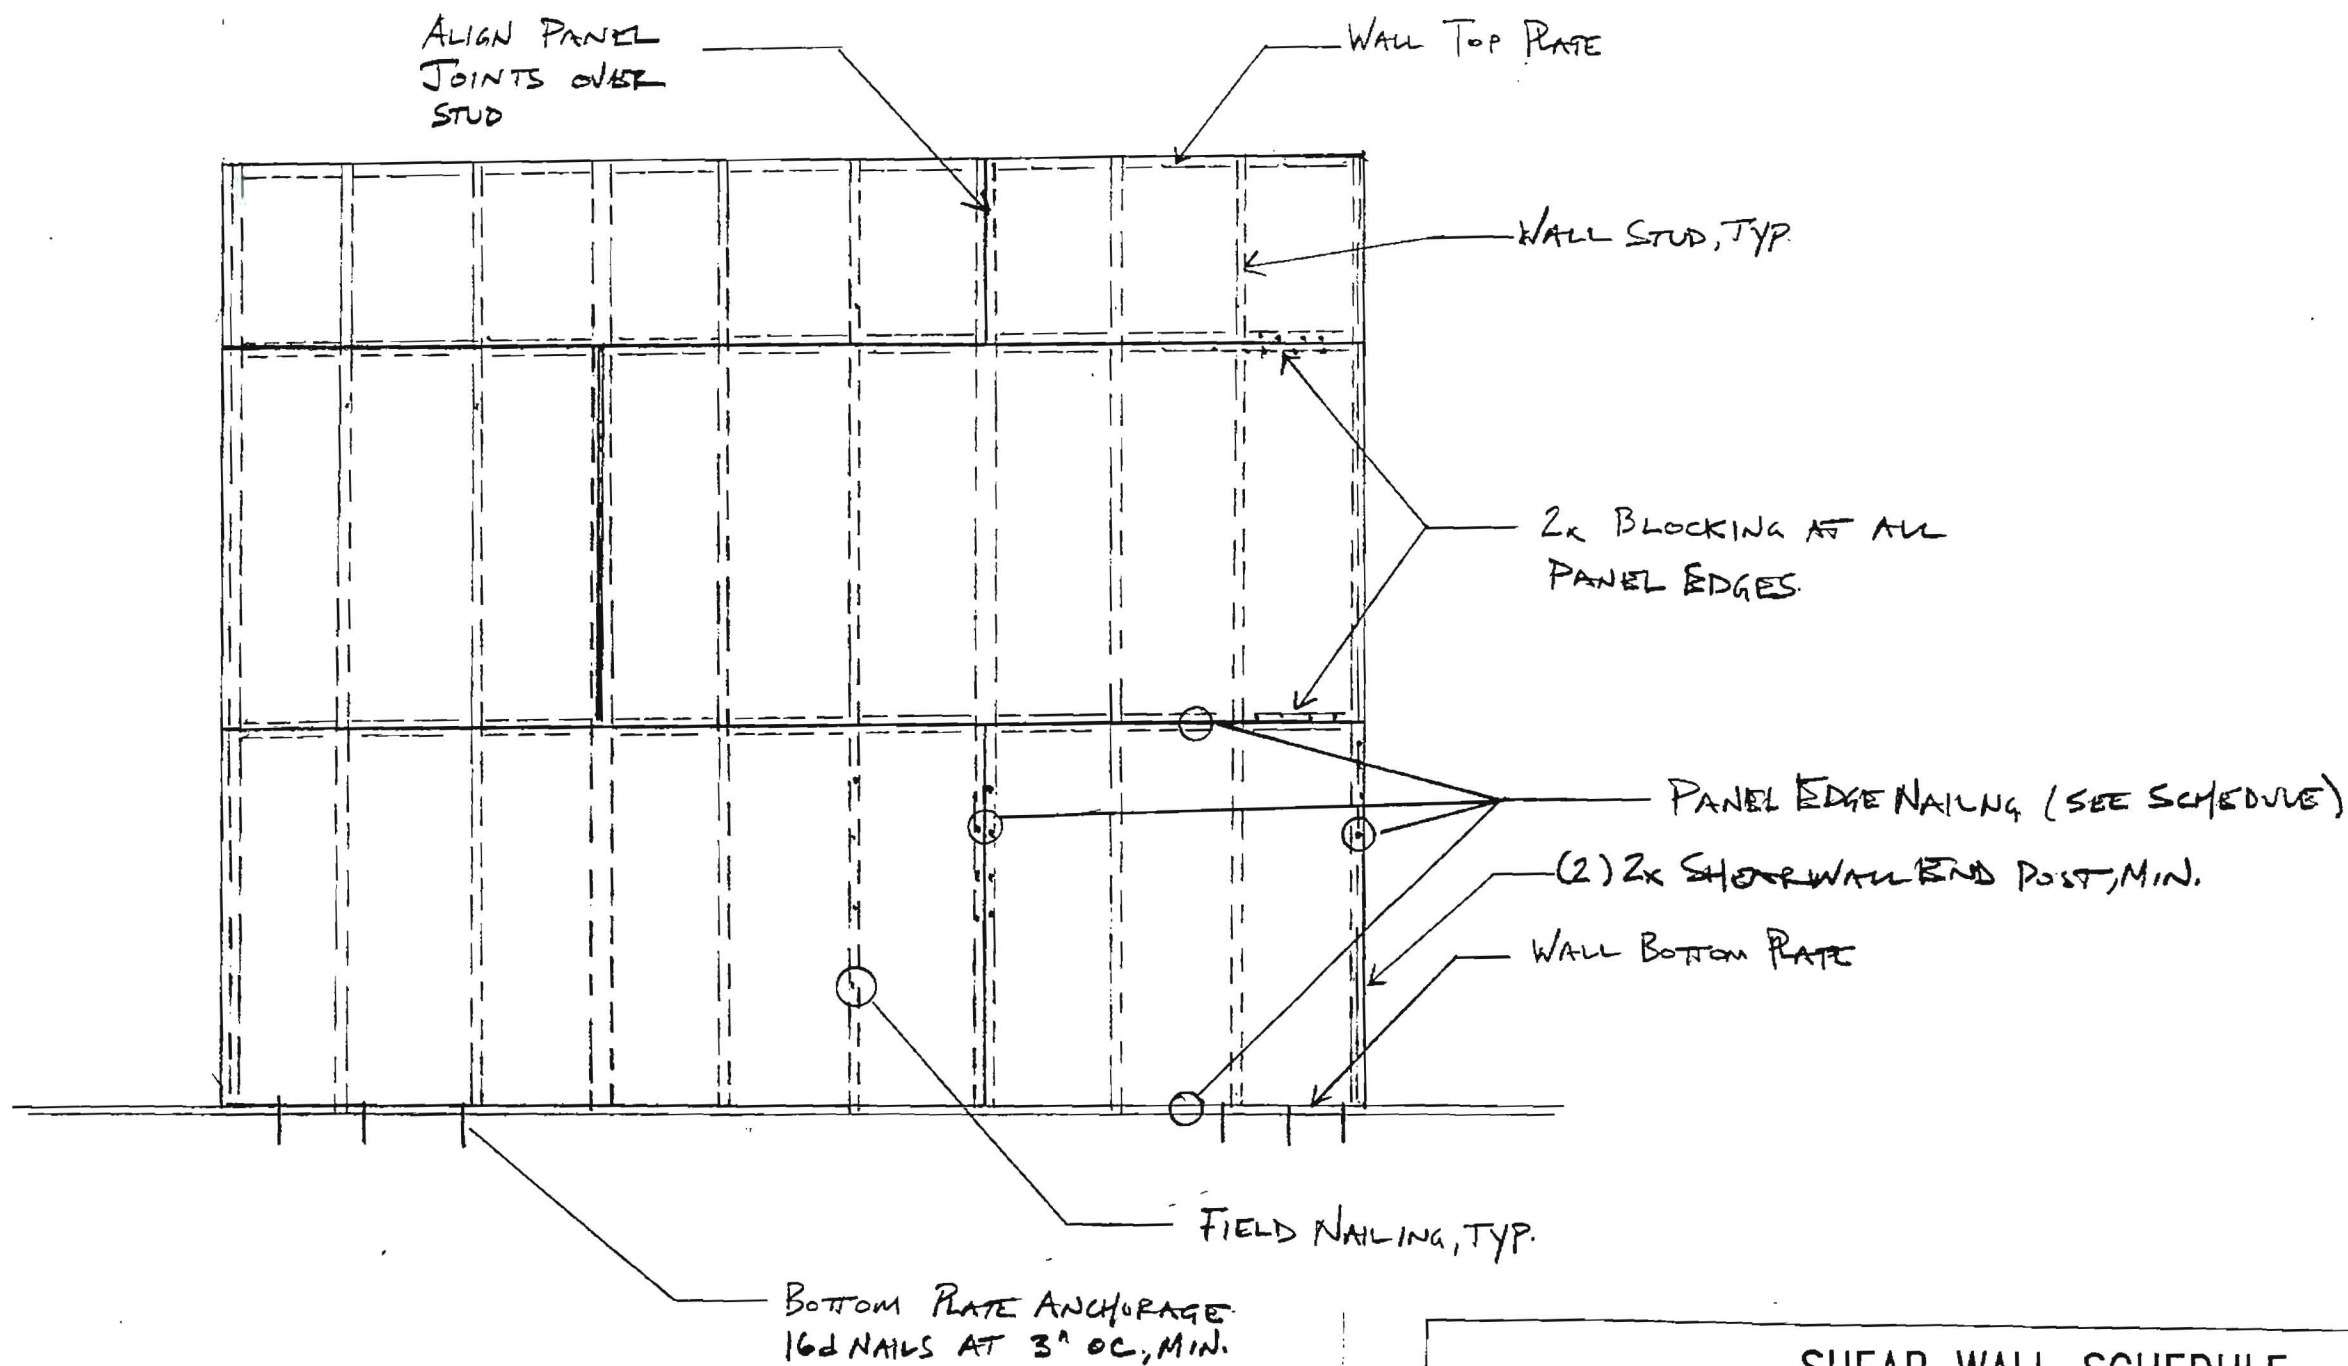 ALIGN PANEL
JOINTS OVER
STUD
WALL TOP PLATE
WALL STUD, TYP.
2x BLOCKING AT ALL
PANEL EDGES.
PANEL EDGE NAILNG (SEE SCHEDULE)
(2) 2x SHEARWALL END POST, MIN.
WALL BOTTOM PLATE
FIELD NAILING, TYP.
BOTTOM PLATE ANCHORAGE
16d NAILS AT 3" OC., MIN.
SHEAR WALL SCHEDULE